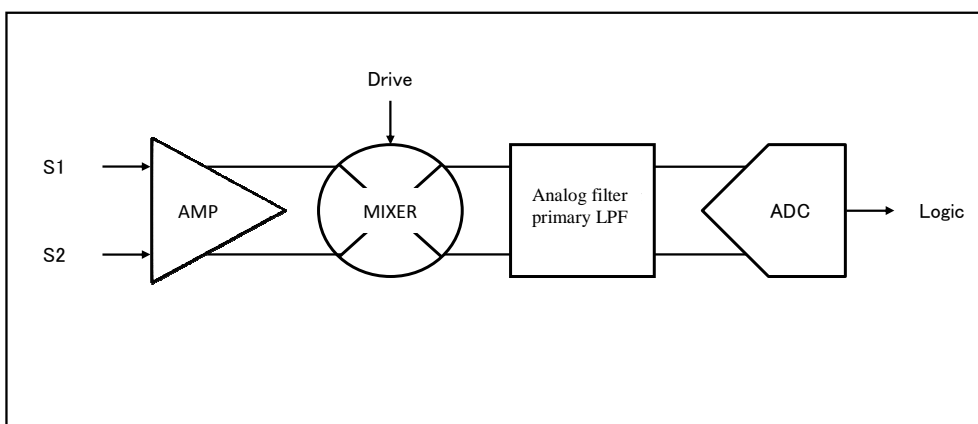 Drive
S1
S2
AMP
MIXER
Analog filter
primary LPF
ADC
Logic